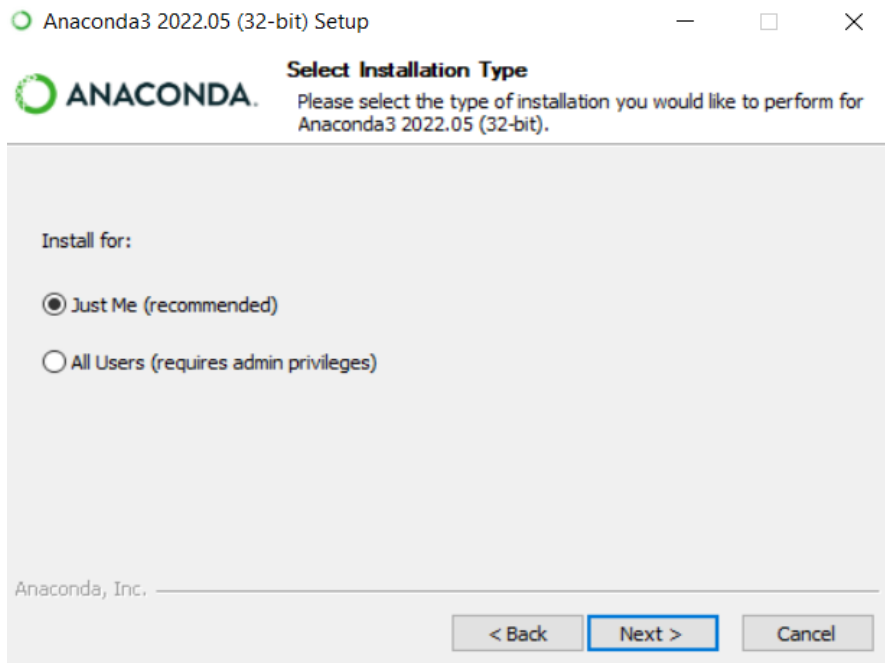 Anaconda3 2022.05 (32-bit) Setup
ANACONDA.
Select Installation Type
Please select the type of installation you would like to perform for
Anaconda3 2022.05 (32-bit).
Install for:
Just Me (recommended)
All Users (requires admin privileges)
Anaconda, Inc.
< Back
Next >
Cancel